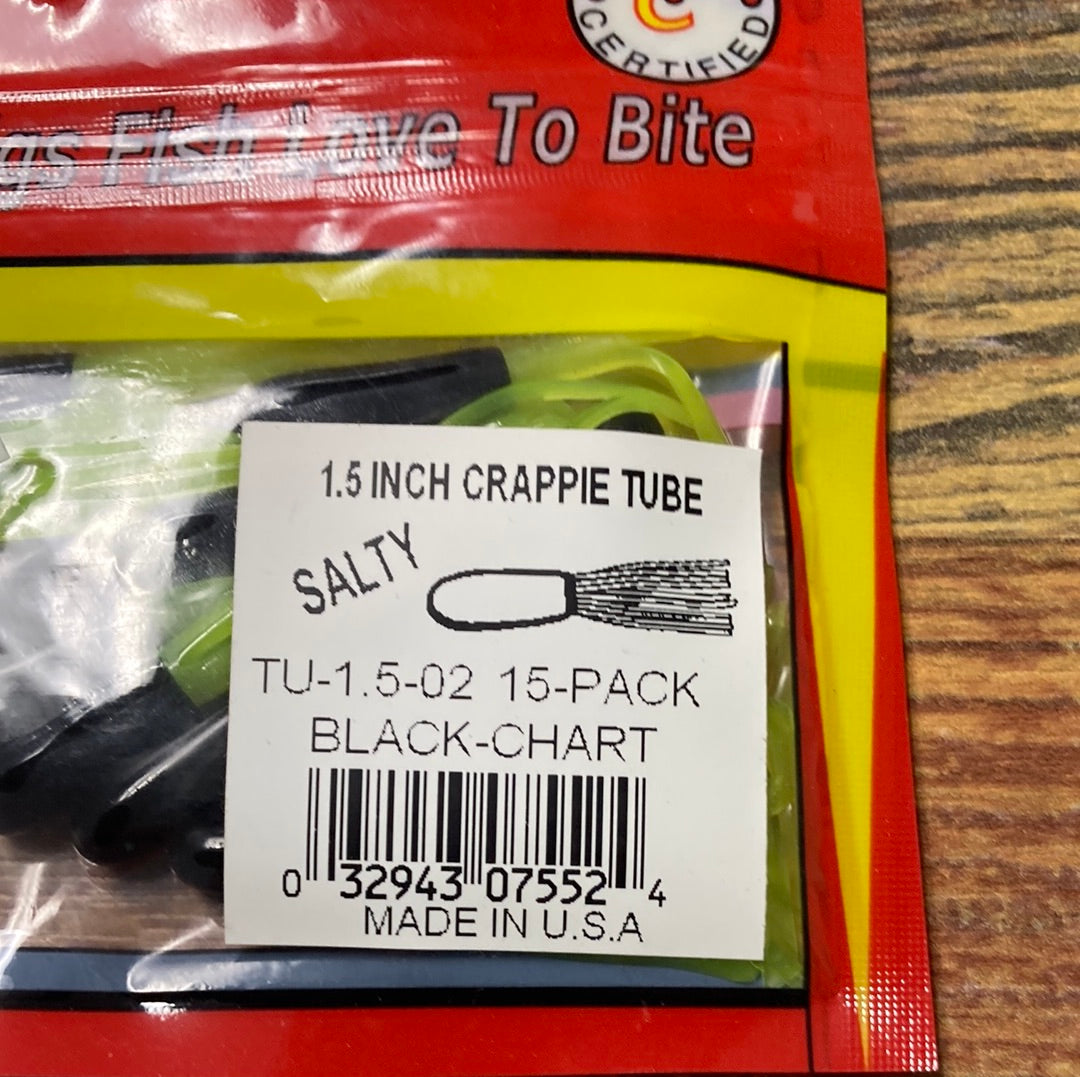 C
CERTIFIED
gs Fish Love To Bite
1.5 INCH CRAPPIE TUBE
SALTY
TU-1.5-02 15-PACK
BLACK-CHART
0 32943 07552 4
MADE IN U.S.A